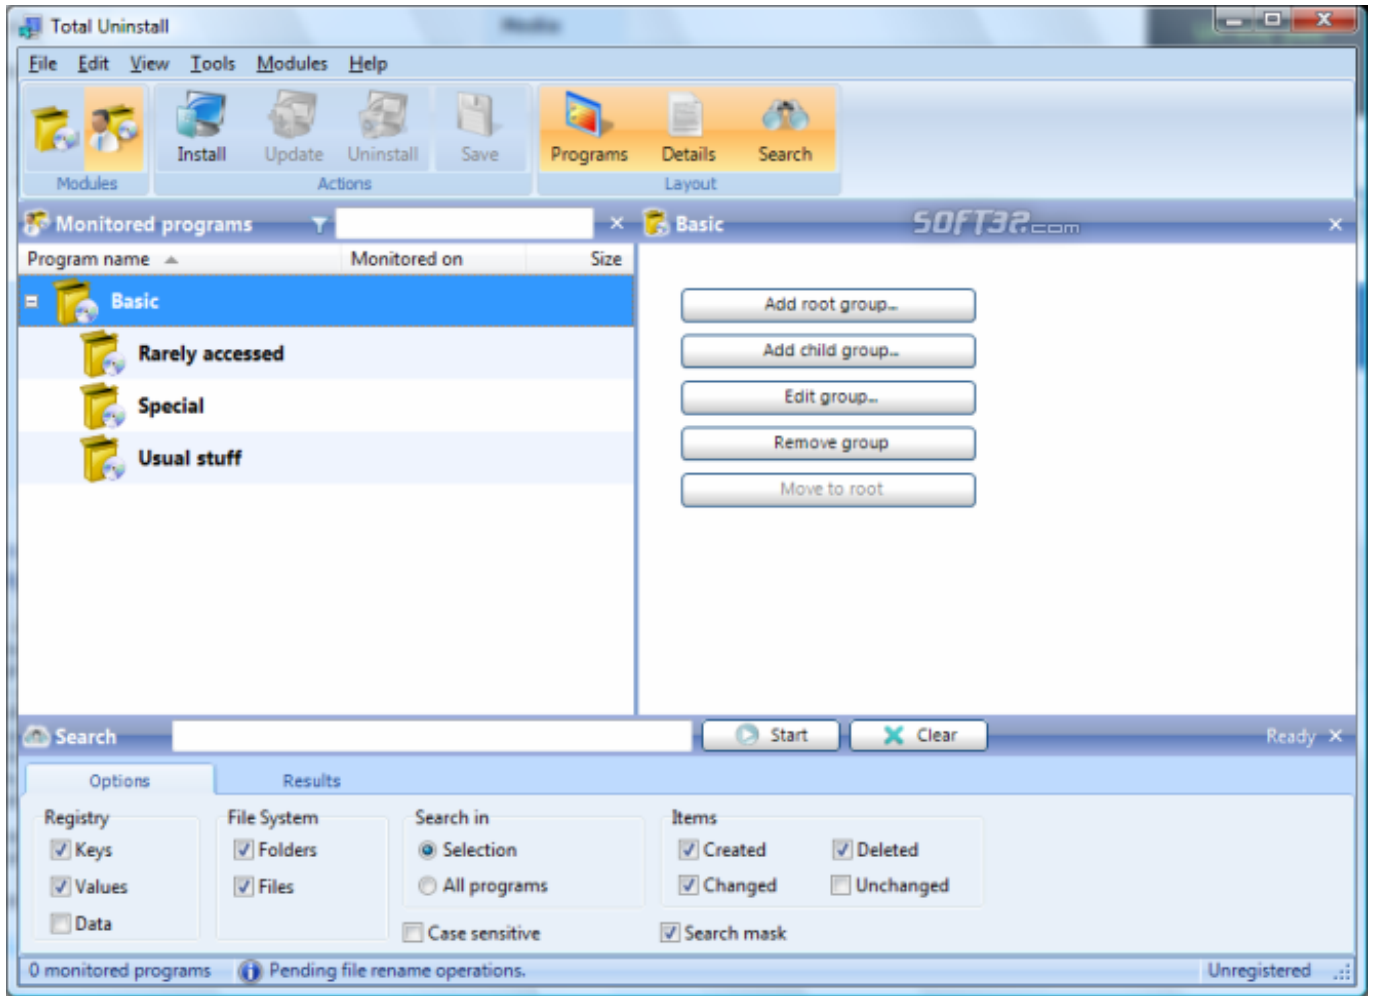 Total Uninstall
File Edit View Tools Modules Help
Install Update Uninstall Save Programs Details Search
Modules Actions Layout
Monitored programs
Basic
SOFT32.com
Program name Monitored on Size
Basic
Rarely accessed
Special
Usual stuff
Add root group...
Add child group...
Edit group...
Remove group
Move to root
Search Start Clear Ready
Options Results
Registry File System Search in Items
Keys Folders Selection Created Deleted
Values Files All programs Changed Unchanged
Data Case sensitive Search mask
0 monitored programs Pending file rename operations. Unregistered